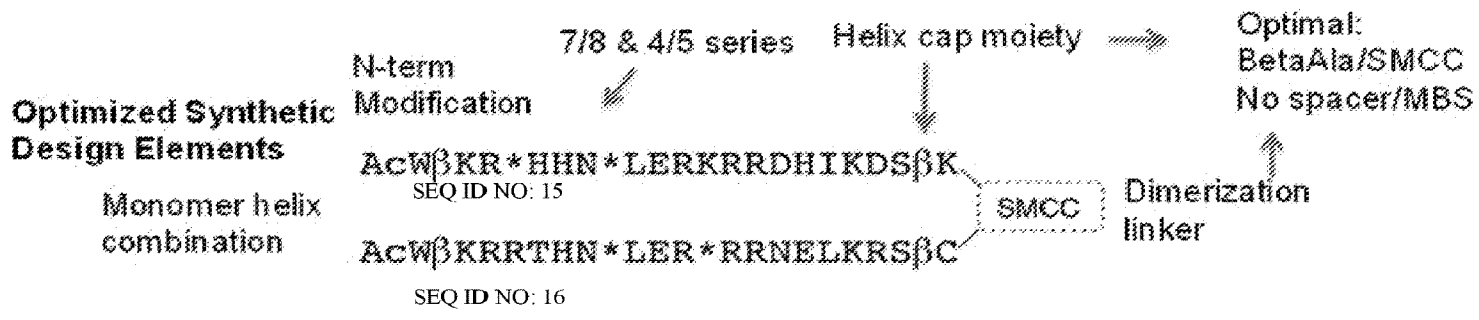 Optimized Synthetic
Design Elements
N-term
Modification
7/8 & 4/5 series
Helix cap moiety
Optimal:
BetaAla/SMCC
No spacer/MBS
AcWβKR*HHN*LERKRRDHIKDSβK
SEQ ID NO: 15
Monomer helix
combination
SMCC
Dimerization
linker
AcWβKRRTHN*LER*RRNELKRSβC
SEQ ID NO: 16